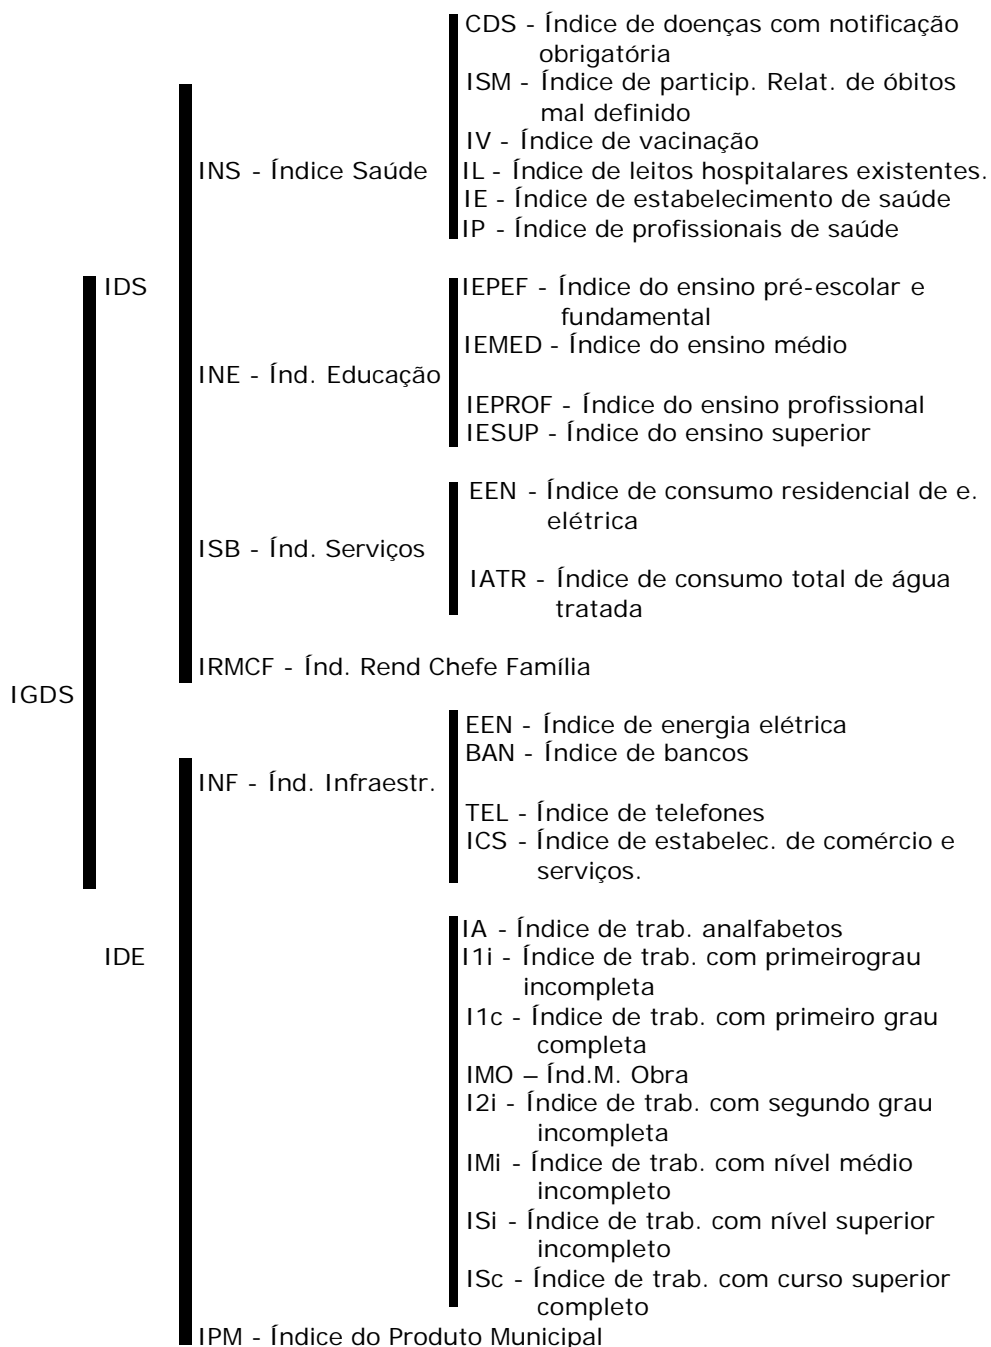 CDS - Índice de doenças com notificação
obrigatória
ISM - Índice de particip. Relat. de óbitos
mal definido
IV - Índice de vacinação
INS - Índice Saúde
IL - Índice de leitos hospitalares existentes.
IE - Índice de estabelecimento de saúde
IP - Índice de profissionais de saúde
IDS
IEPEF - Índice do ensino pré-escolar e
fundamental
IEMED - Índice do ensino médio
INE - Índ. Educação
IEPROF - Índice do ensino profissional
IESUP - Índice do ensino superior
EEN - Índice de consumo residencial de e.
elétrica
ISB - Índ. Serviços
IATR - Índice de consumo total de água
tratada
IRMCF - Índ. Rend Chefe Família
IGDS
EEN - Índice de energia elétrica
BAN - Índice de bancos
INF - Índ. Infraestr.
TEL - Índice de telefones
ICS - Índice de estabelec. de comércio e
serviços.
IA - Índice de trab. analfabetos
IDE
I1i - Índice de trab. com primeirograu
incompleta
I1c - Índice de trab. com primeiro grau
completa
IMO – Índ.M. Obra
I2i - Índice de trab. com segundo grau
incompleta
IMi - Índice de trab. com nível médio
incompleto
ISi - Índice de trab. com nível superior
incompleto
ISc - Índice de trab. com curso superior
completo
IPM - Índice do Produto Municipal